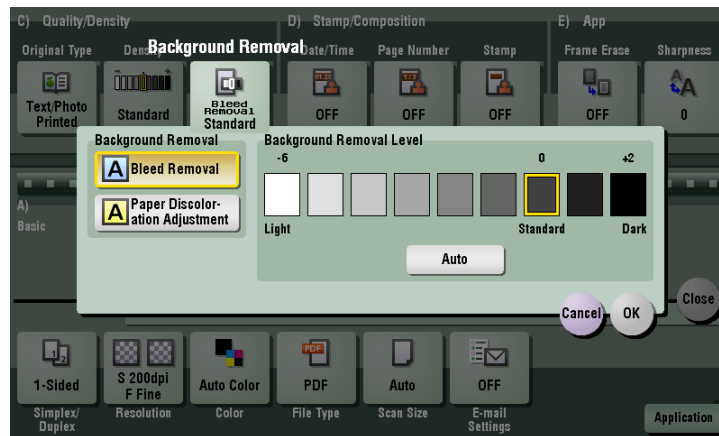 C) Quality/Density
D) Stamp/Composition
E) App
Original Type
Density
Background Removal
Date/Time
Page Number
Stamp
Frame Erase
Sharpness
Text/Photo
Printed
Standard
Bleed
Removal
Standard
OFF
OFF
OFF
OFF
0
Background Removal
Bleed Removal
Paper Discolor-
ation Adjustment
Background Removal Level
-6
0
+2
Light
Standard
Dark
Auto
A)
Basic
Cancel
OK
Close
1-Sided
S 200dpi
F Fine
Auto Color
PDF
Auto
OFF
Simplex/
Duplex
Resolution
Color
File Type
Scan Size
E-mail
Settings
Application